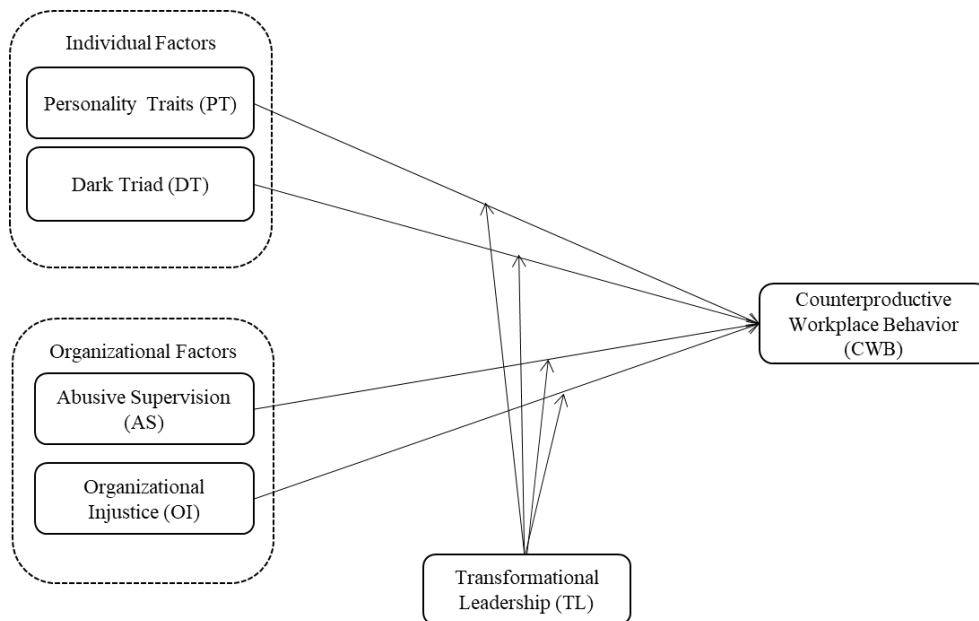 Individual Factors
Personality Traits (PT)
Dark Triad (DT)
Organizational Factors
Abusive Supervision
(AS)
Organizational
Injustice (OI)
Counterproductive
Workplace Behavior
(CWB)
Transformational
Leadership (TL)